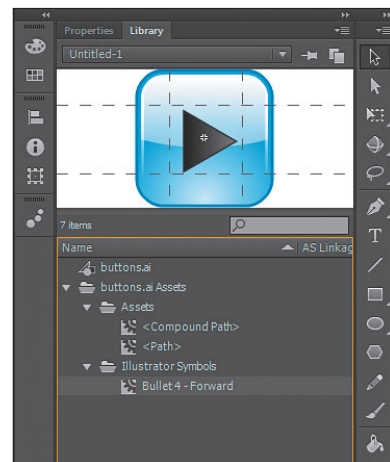 Properties Library
Untitled-1
7 items
Name AS Linkag
buttons.ai
buttons.ai Assets
Assets
<Compound Path>
<Path>
Illustrator Symbols
Bullet 4 - Forward
T